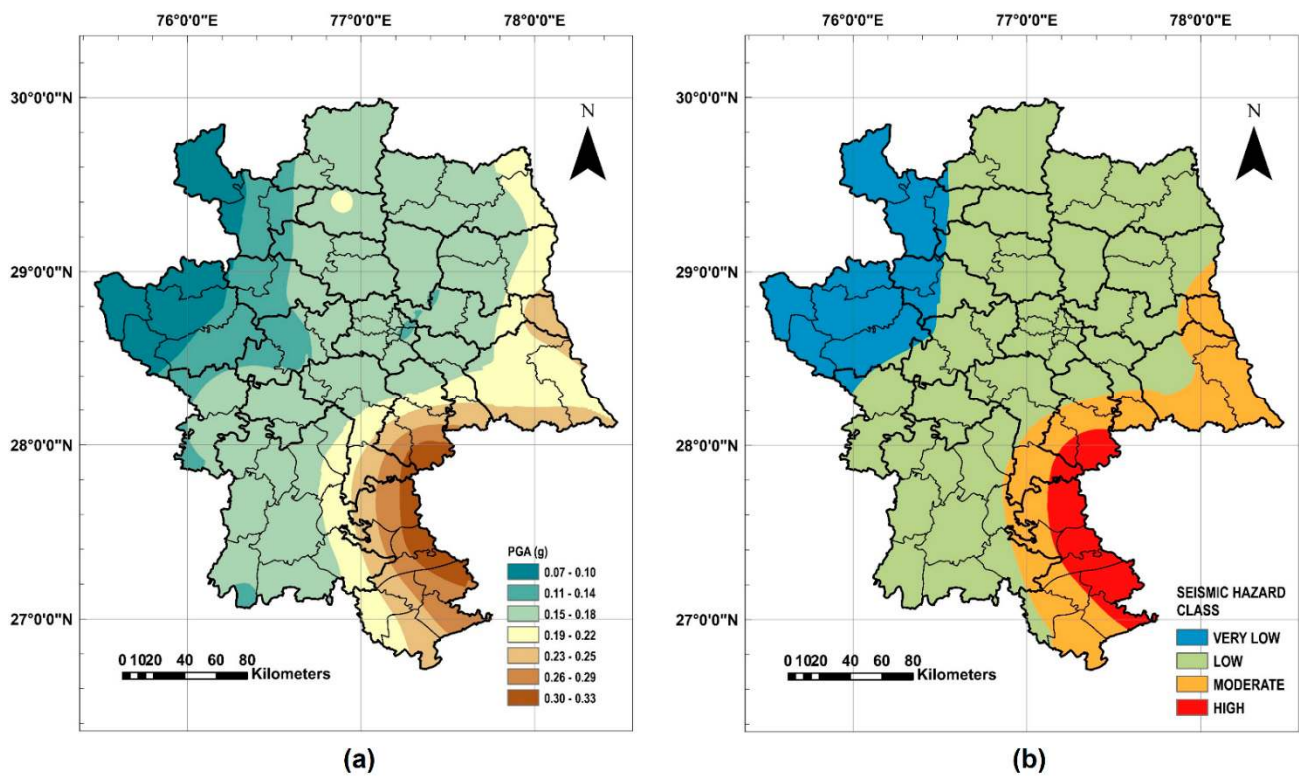 76°0'0"E 77°0'0"E 78°0'0"E
30°0'0"N
29°0'0"N
28°0'0"N
27°0'0"N
N
PGA (g)
0.07 - 0.10
0.11 - 0.14
0.15 - 0.18
0.19 - 0.22
0.23 - 0.25
0.26 - 0.29
0.30 - 0.33
0 1020 40 60 80
Kilometers
(a)
76°0'0"E 77°0'0"E 78°0'0"E
30°0'0"N
29°0'0"N
28°0'0"N
27°0'0"N
N
SEISMIC HAZARD
CLASS
VERY LOW
LOW
MODERATE
HIGH
0 1020 40 60 80
Kilometers
(b)